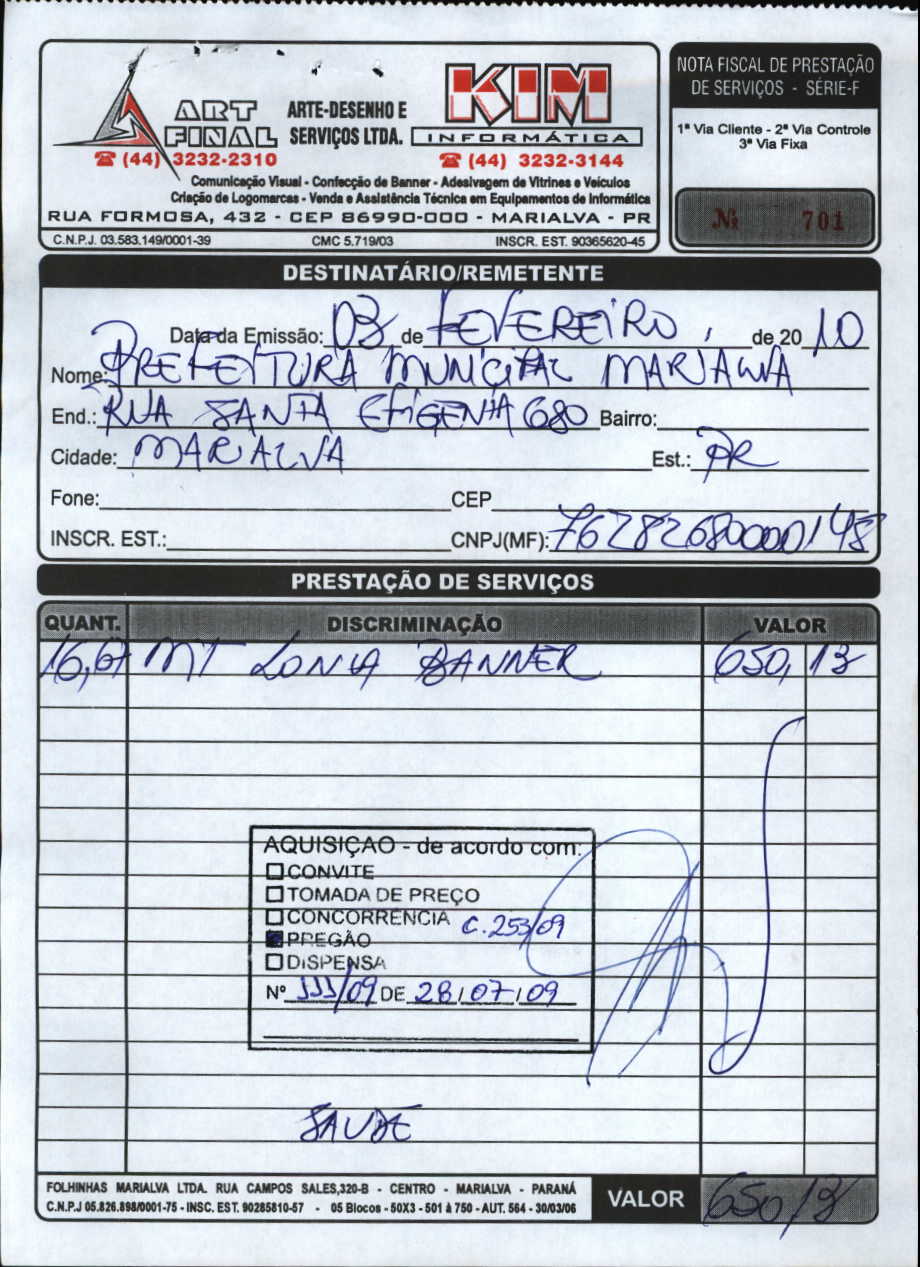 ART FINAL
ARTE-DESENHO E SERVIÇOS LTDA.
KIM
INFORMÁTICA
☎ (44) 3232-2310
☎ (44) 3232-3144
Comunicação Visual - Confecção de Banner - Adesivagem de Vitrines e Veículos
Criação de Logomarcas - Venda e Assistência Técnica em Equipamentos de Informática
RUA FORMOSA, 432 - CEP 86990-000 - MARIALVA - PR
C.N.P.J. 03.583.149/0001-39 CMC 5.719/03 INSCR. EST. 90365620-45
NOTA FISCAL DE PRESTAÇÃO
DE SERVIÇOS - SÉRIE-F
1ª Via Cliente - 2ª Via Controle
3ª Via Fixa
Nº 701
DESTINATÁRIO/REMETENTE
Data da Emissão: 03 de FEVEREIRO de 20 10
Nome: PREFEITURA MUNICIPAL MARIALVA
End.: RUA SANTA EFIGENIA 680 Bairro:
Cidade: MARIALVA Est.: PR
Fone: CEP
INSCR. EST.: CNPJ(MF): 76282680000148
PRESTAÇÃO DE SERVIÇOS
QUANT. DISCRIMINAÇÃO VALOR
16,67 MT LONA BANNER 650,13
AQUISIÇÃO - de acordo com:
CONVITE
TOMADA DE PREÇO
CONCORRÊNCIA C.253/09
PREGÃO
DISPENSA
Nº 111/09 DE 28/07/09
SAUDE
FOLHINHAS MARIALVA LTDA. RUA CAMPOS SALES,320-B - CENTRO - MARIALVA - PARANÁ
C.N.P.J 05.826.898/0001-75 - INSC. EST. 90285810-57 - 05 Blocos - 50X3 - 501 à 750 - AUT. 564 - 30/03/06
VALOR 650,13